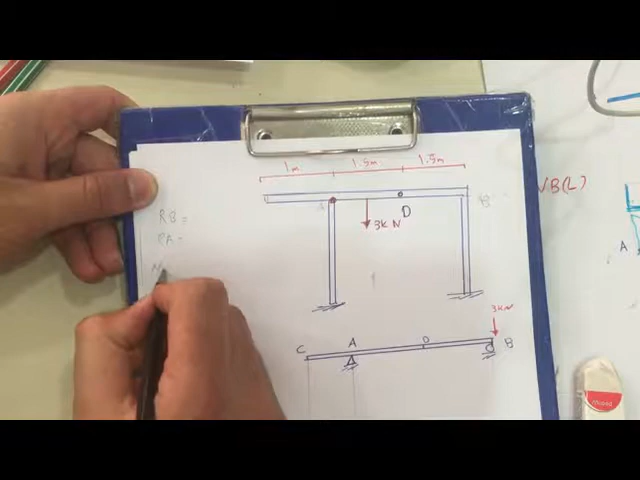 1m 1.5m 1.5m
VB(L)
RB=
RA-
D
3KN
3KN
C A D B